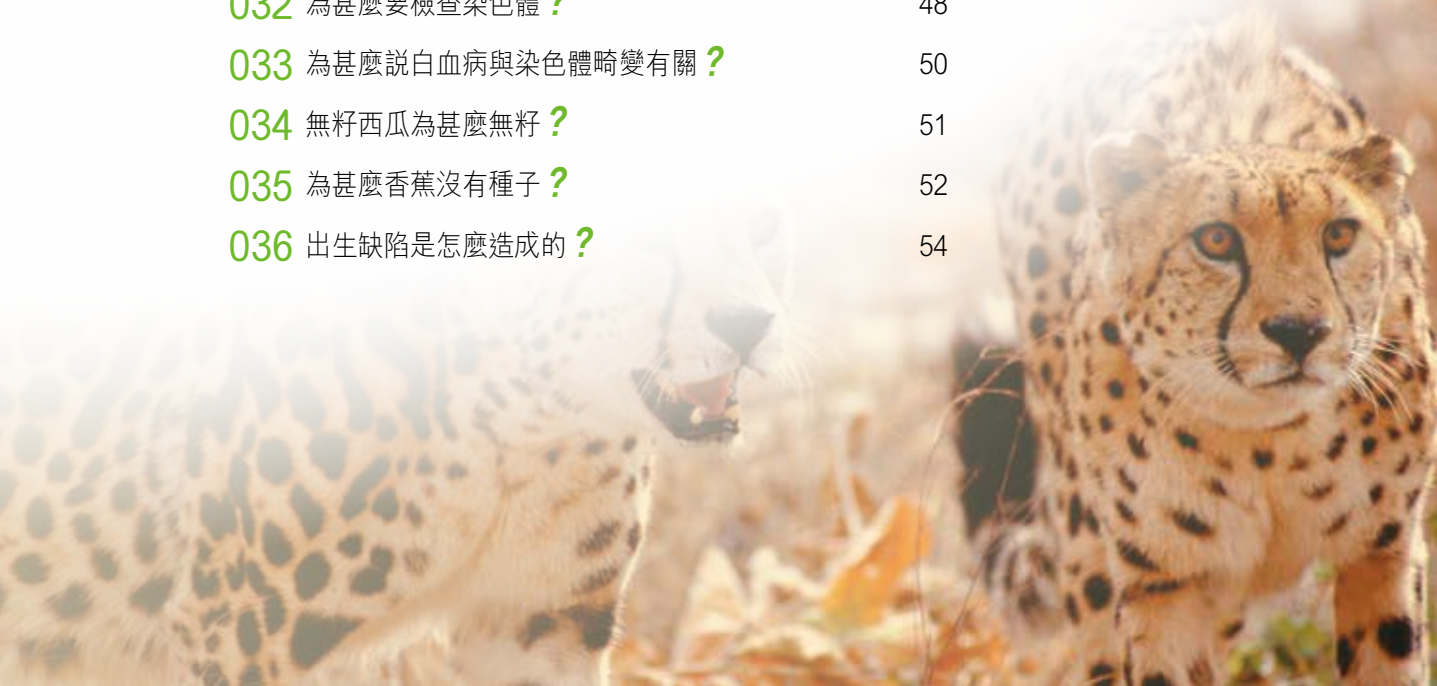 032 為甚麼要檢查染色體？ 48
033 為甚麼説白血病與染色體畸變有關？ 50
034 無籽西瓜為甚麼無籽？ 51
035 為甚麼香蕉沒有種子？ 52
036 出生缺陷是怎麼造成的？ 54